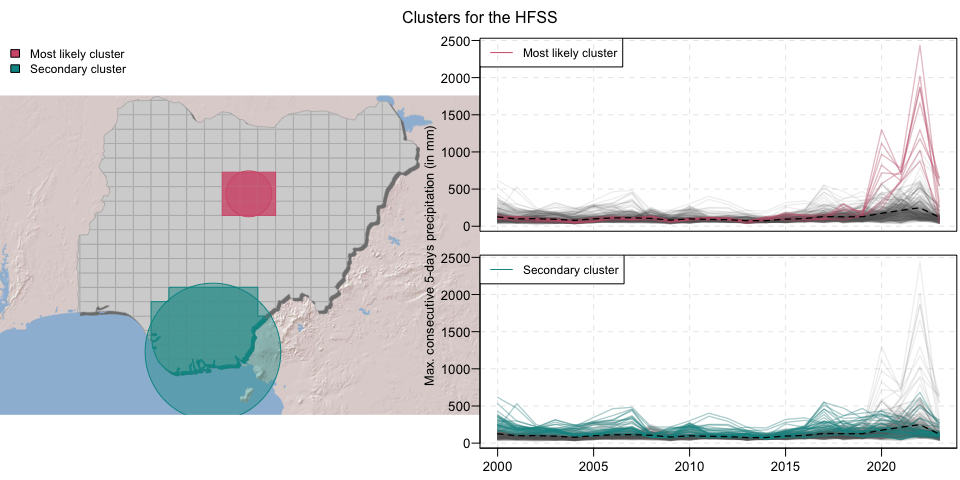 Clusters for the HFSS
Most likely cluster
Secondary cluster
Max. consecutive 5-days precipitation (in mm)
2500
2000
1500
1000
500
0
Most likely cluster
2500
2000
1500
1000
500
0
Secondary cluster
2000
2005
2010
2015
2020